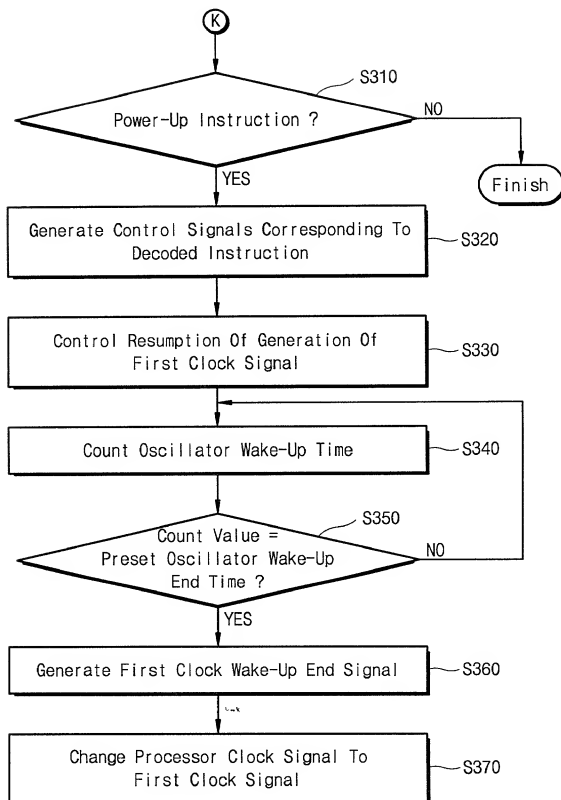 K
S310
Power-Up Instruction ?
NO
YES
Finish
Generate Control Signals Corresponding To
Decoded Instruction
S320
Control Resumption Of Generation Of
First Clock Signal
S330
Count Oscillator Wake-Up Time
S340
S350
Count Value =
Preset Oscillator Wake-Up
End Time ?
NO
YES
Generate First Clock Wake-Up End Signal
S360
Change Processor Clock Signal To
First Clock Signal
S370